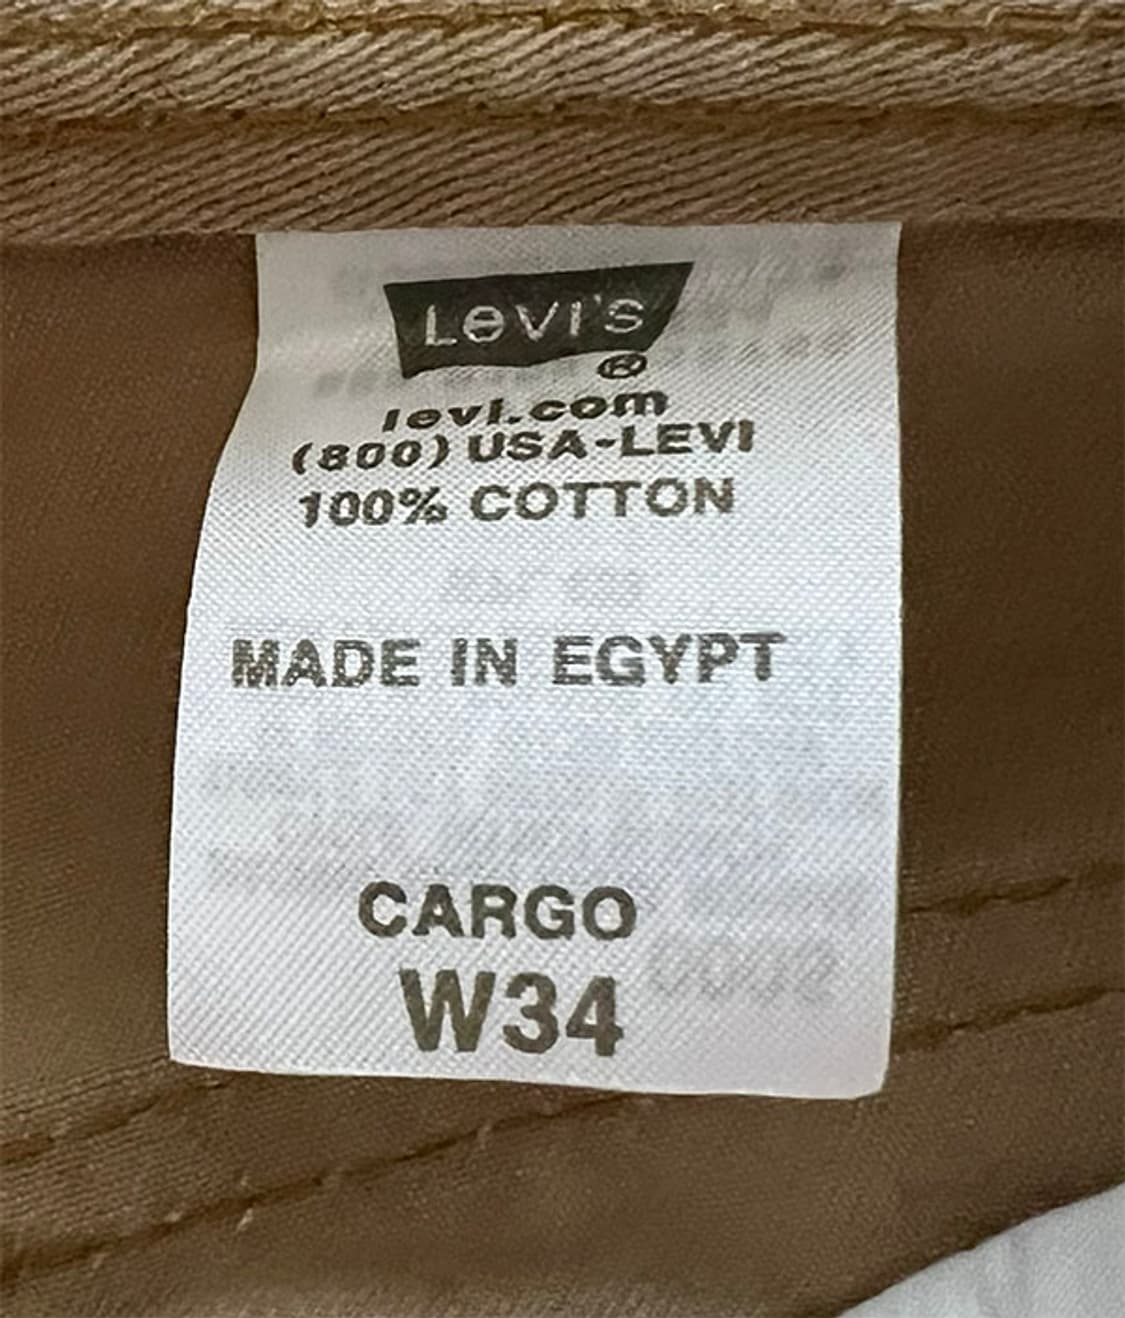 Levi's
®
levi.com
(800) USA-LEVI
100% COTTON
MADE IN EGYPT
CARGO
W34